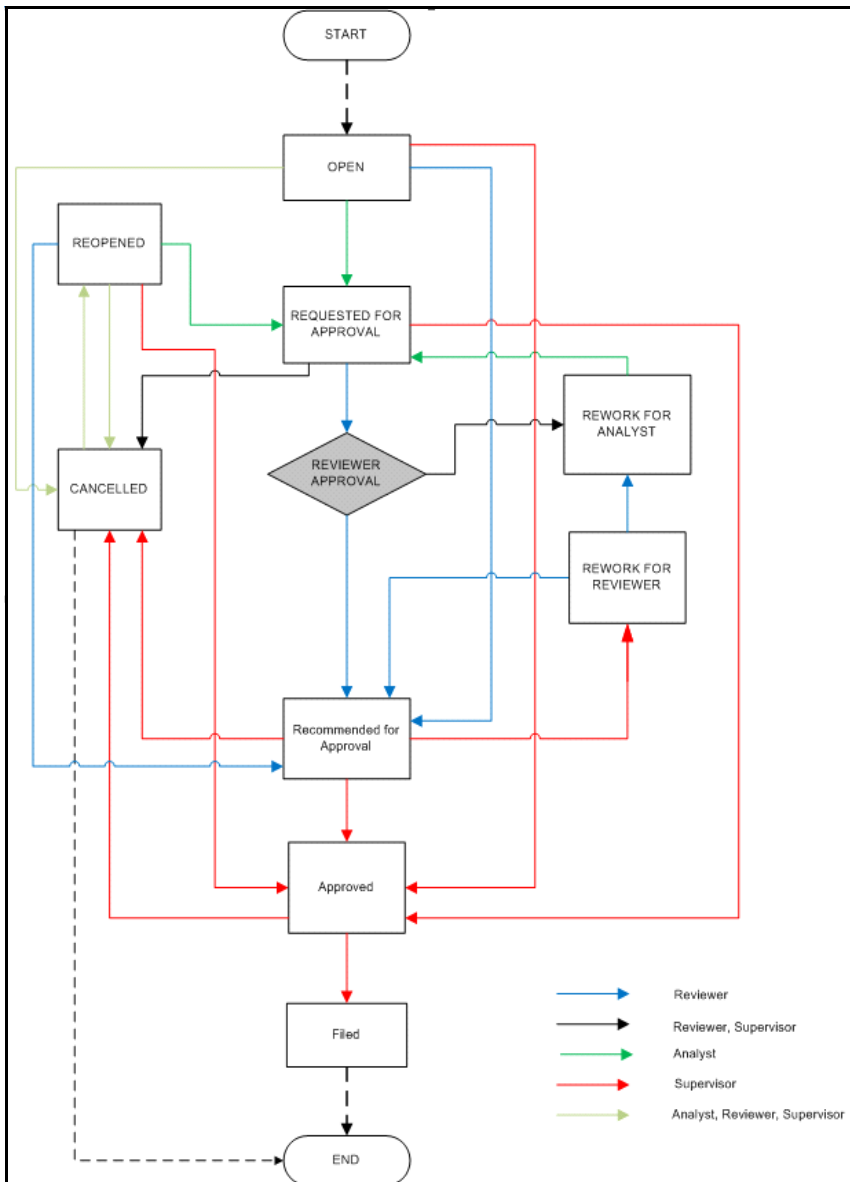 START
OPEN
REOPENED
REQUESTED FOR
APPROVAL
REWORK FOR
ANALYST
REVIEWER
APPROVAL
CANCELLED
REWORK FOR
REVIEWER
Recommended for
Approval
Approved
Filed
END
Reviewer
Reviewer, Supervisor
Analyst
Supervisor
Analyst, Reviewer, Supervisor